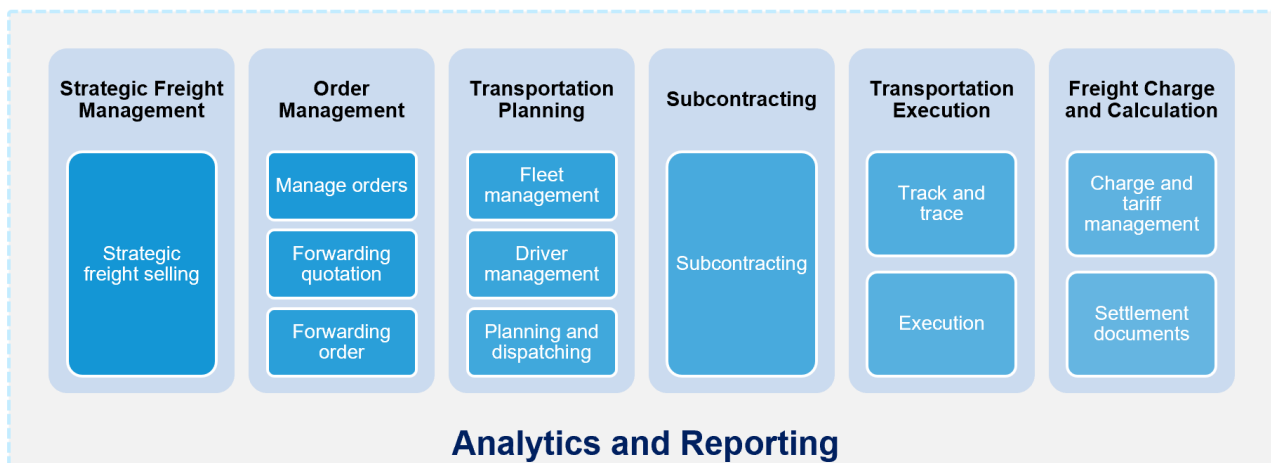 Strategic Freight
Management
Strategic
freight selling
Order
Management
Manage orders
Forwarding
quotation
Forwarding
order
Transportation
Planning
Fleet
management
Driver
management
Planning and
dispatching
Subcontracting
Subcontracting
Transportation
Execution
Track and
trace
Execution
Freight Charge
and Calculation
Charge and
tariff
management
Settlement
documents
Analytics and Reporting